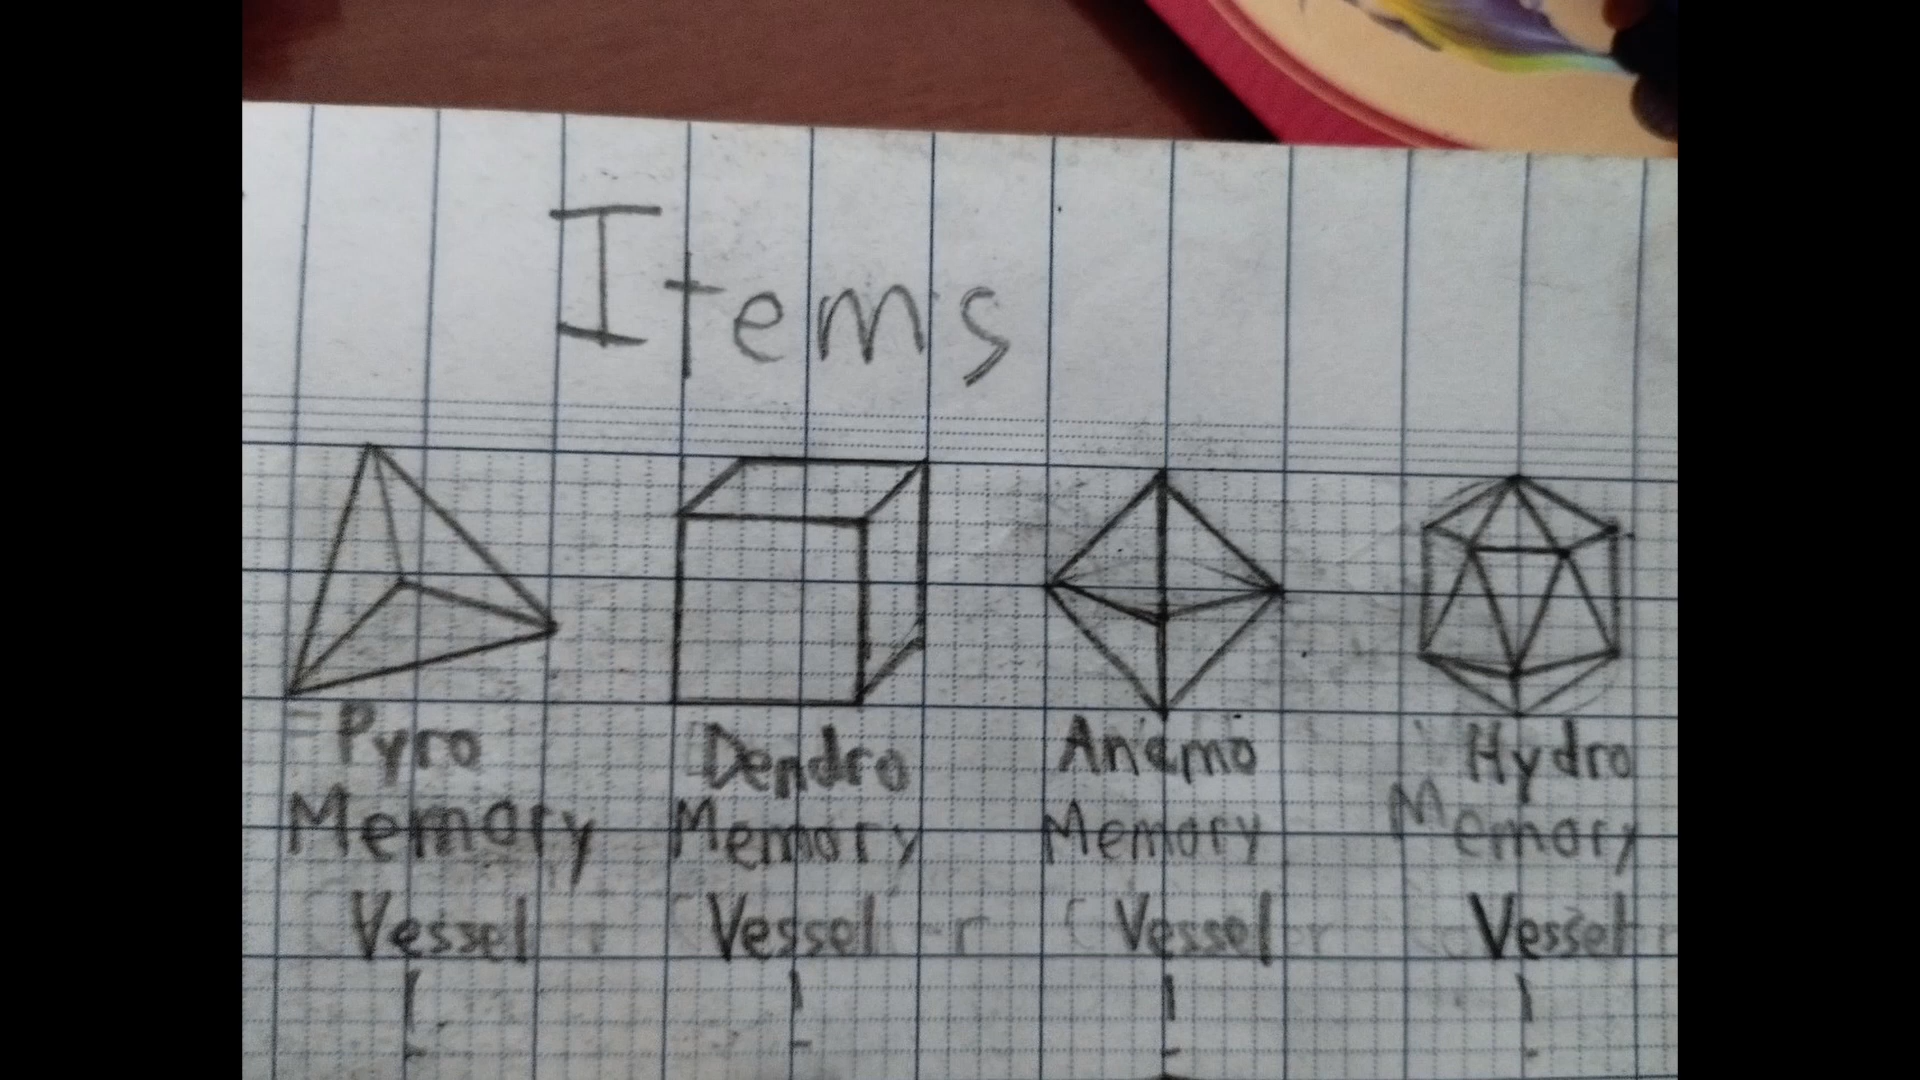 Items
Pyro Dendro Anemo Hydro
Memory Memory Memory Memory
Vessel Vessel Vessel Vessel